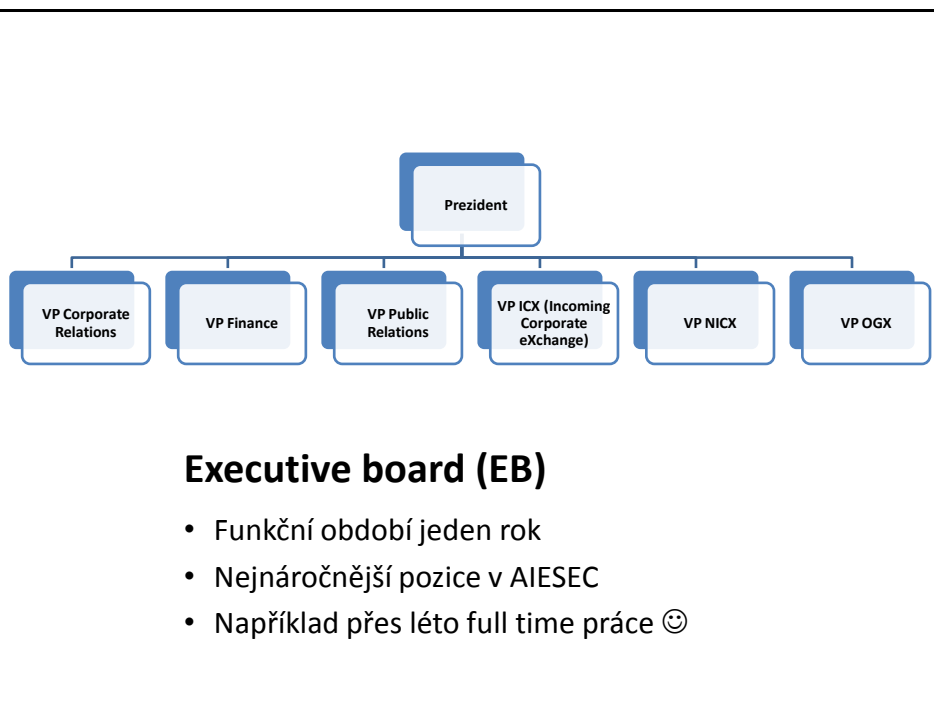 Prezident
VP Corporate
Relations
VP Finance
VP Public
Relations
VP ICX (Incoming
Corporate
eXchange)
VP NICX
VP OGX
Executive board (EB)
• Funkční období jeden rok
• Nejnáročnější pozice v AIESEC
• Například přes léto full time práce ☺